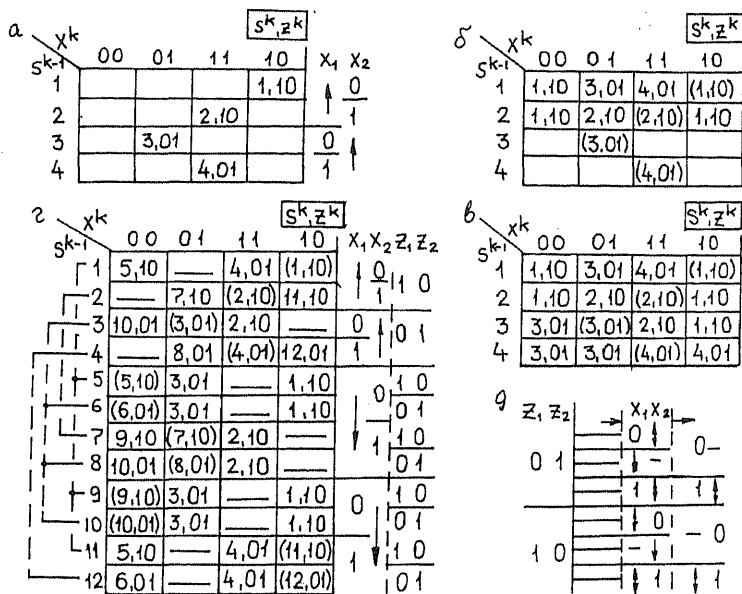 а
S^k, Z^k
X^k
S^k-1
00 01 11 10 X₁ X₂
1 1,10 ↑ 0
2 2,10 1
3 3,01 0 ↑
4 4,01 1
б
S^k, Z^k
X^k
S^k-1
00 01 11 10
1 1,10 3,01 4,01 (1,10)
2 1,10 2,10 (2,10) 1,10
3 (3,01)
4 (4,01)
г
S^k, Z^k
X^k
S^k-1
00 01 11 10 X₁ X₂ Z₁ Z₂
1 5,10 — 4,01 (1,10) ↑ 0 1 0
2 — 7,10 (2,10) 11,10 1
3 10,01 (3,01) 2,10 — 0 ↑ 0 1
4 — 8,01 (4,01) 12,01 1
5 (5,10) 3,01 — 1,10 0 1 0
6 (6,01) 3,01 — 1,10 ↓ — 0 1
7 9,10 (7,10) 2,10 — 1 1 0
8 10,01 (8,01) 2,10 — 0 1
9 (9,10) 3,01 — 1,10 0 1 0
10 (10,01) 3,01 — 1,10 ↓ 0 1
11 5,10 — 4,01 (11,10) 1 1 0
12 6,01 — 4,01 (12,01) 0 1
в
S^k, Z^k
X^k
S^k-1
00 01 11 10
1 1,10 3,01 4,01 (1,10)
2 1,10 2,10 (2,10) 1,10
3 3,01 (3,01) 2,10 1,10
4 3,01 3,01 (4,01) 4,01
g
Z₁ Z₂ X₁ X₂
0 1 0 ↕ 0 –
↓ –
1 ↕ 1 ↕
1 0 ↕ 0 – 0
– ↓
↕ 1 ↕ 1